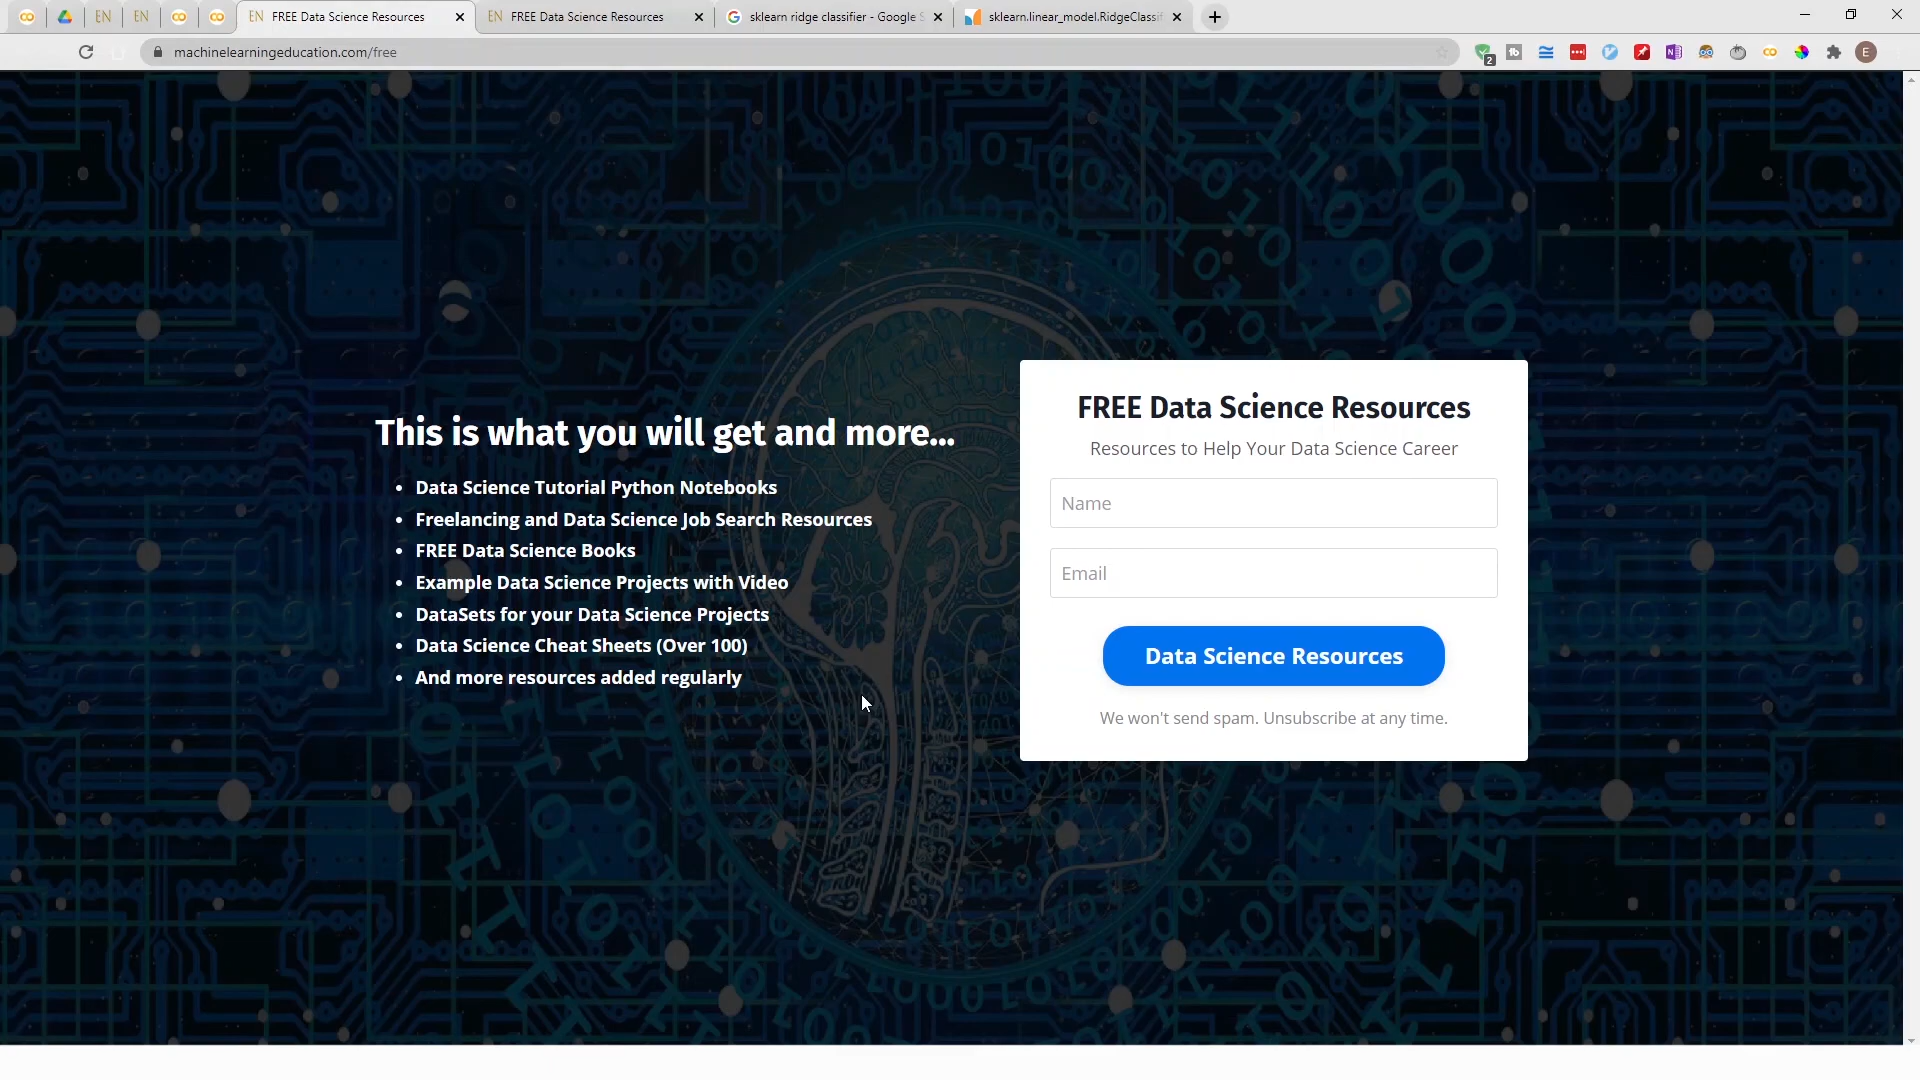 EN
EN
EN FREE Data Science Resources
EN FREE Data Science Resources
sklearn ridge classifier - Google S
sklearn.linear_model.RidgeClassif
machinelearningeducation.com/free
2
E
This is what you will get and more...
• Data Science Tutorial Python Notebooks
• Freelancing and Data Science Job Search Resources
• FREE Data Science Books
• Example Data Science Projects with Video
• DataSets for your Data Science Projects
• Data Science Cheat Sheets (Over 100)
• And more resources added regularly
FREE Data Science Resources
Resources to Help Your Data Science Career
Name
Email
Data Science Resources
We won't send spam. Unsubscribe at any time.